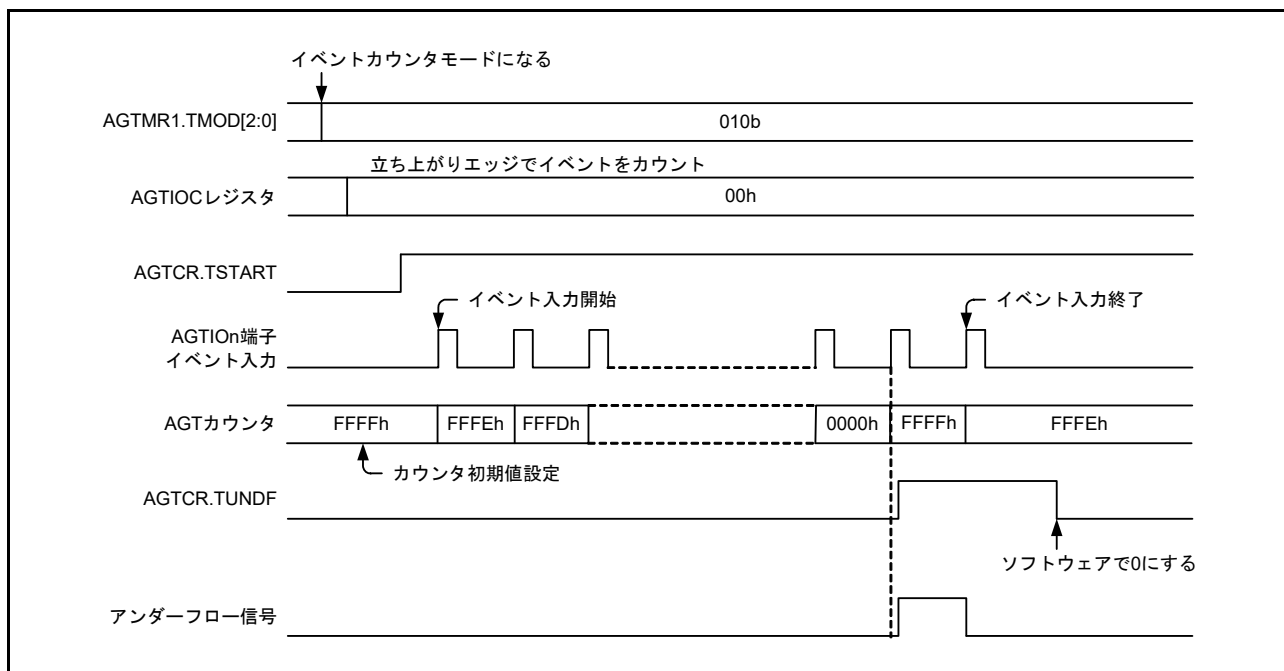 イベントカウンタモードになる
AGTMR1.TMOD[2:0]
010b
立ち上がりエッジでイベントをカウント
AGTIOCレジスタ
00h
AGTCR.TSTART
イベント入力開始
イベント入力終了
AGTIOn端子
イベント入力
AGTカウンタ
FFFFh
FFFEh
FFFDh
0000h
FFFFh
FFFEh
カウンタ初期値設定
AGTCR.TUNDF
ソフトウェアで0にする
アンダーフロー信号